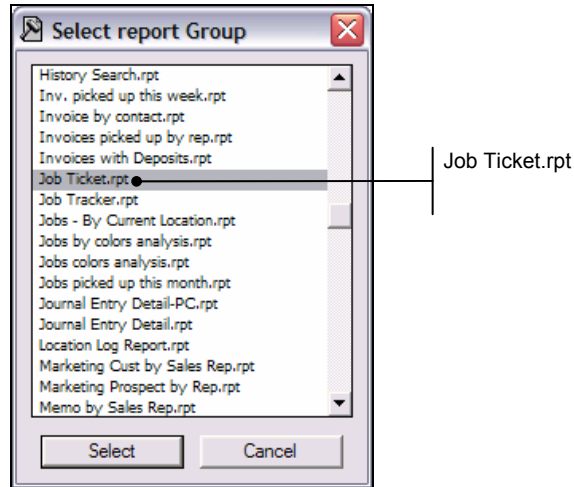 Select report Group
History Search.rpt
Inv. picked up this week.rpt
Invoice by contact.rpt
Invoices picked up by rep.rpt
Invoices with Deposits.rpt
Job Ticket.rpt
Job Ticket.rpt
Job Tracker.rpt
Jobs - By Current Location.rpt
Jobs by colors analysis.rpt
Jobs colors analysis.rpt
Jobs picked up this month.rpt
Journal Entry Detail-PC.rpt
Journal Entry Detail.rpt
Location Log Report.rpt
Marketing Cust by Sales Rep.rpt
Marketing Prospect by Rep.rpt
Memo by Sales Rep.rpt
Select Cancel